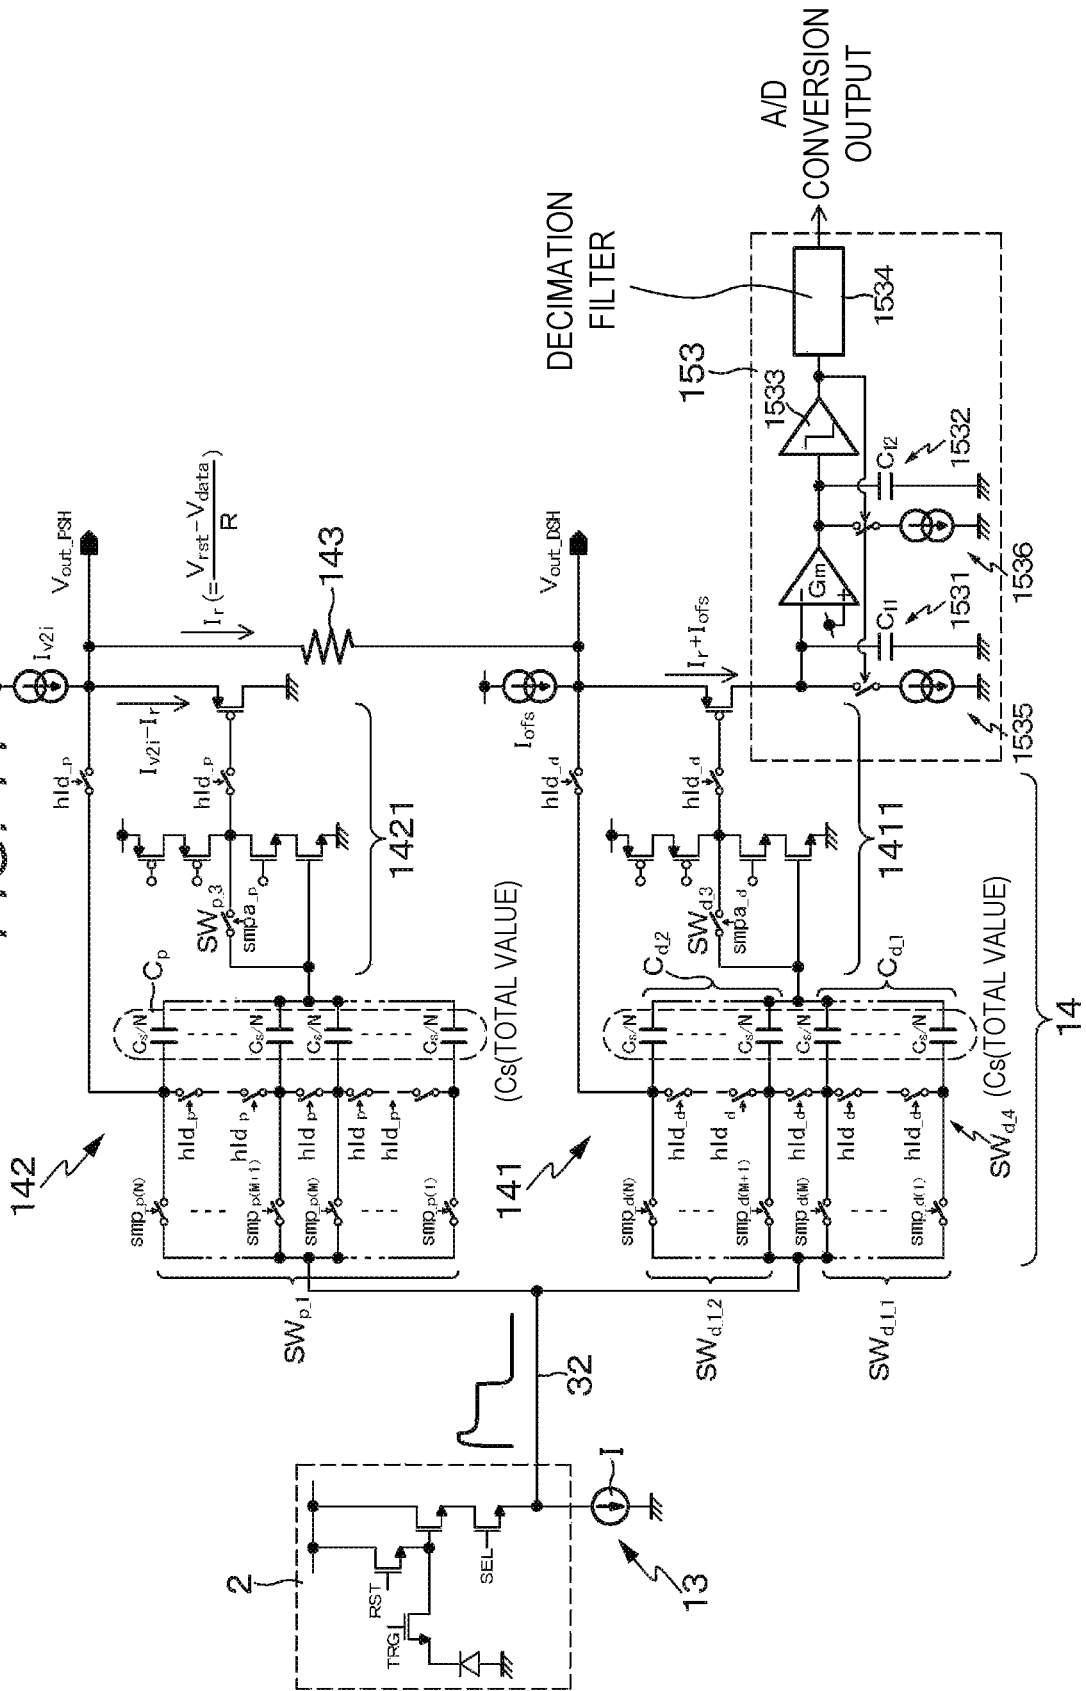 142
141
14
143
1421
1411
V_out_PSH
V_out_DSH
I_v2i
I_v2i-I_r
I_r (= (V_rst-V_data)/R)
I_ofs
I_r+I_ofs
hld_p
hld_p
SW_p_3
smpa_p
C_p
C_s/N
C_s/N
C_s/N
C_s/N
(Cs(TOTAL VALUE)
hld_p
hld_p
hld_p
hld_p
hld_p
smp_p(N)
smp_p(M+1)
smp_p(M)
smp_p(1)
SW_p_1
hld_d
hld_d
SW_d_3
smpa_d
C_d_2
C_d_1
C_s/N
C_s/N
C_s/N
C_s/N
(Cs(TOTAL VALUE)
hld_d
hld_d
hld_d
hld_d
hld_d
SW_d_4
smp_d(N)
smp_d(M+1)
smp_d(M)
smp_d(1)
SW_d_1_2
SW_d_1_1
32
2
RST
TRG
SEL
I
13
DECIMATION
FILTER
A/D
CONVERSION
OUTPUT
153
1533
1534
Gm
-
+
C_I1
1531
C_I2
1532
1535
1536